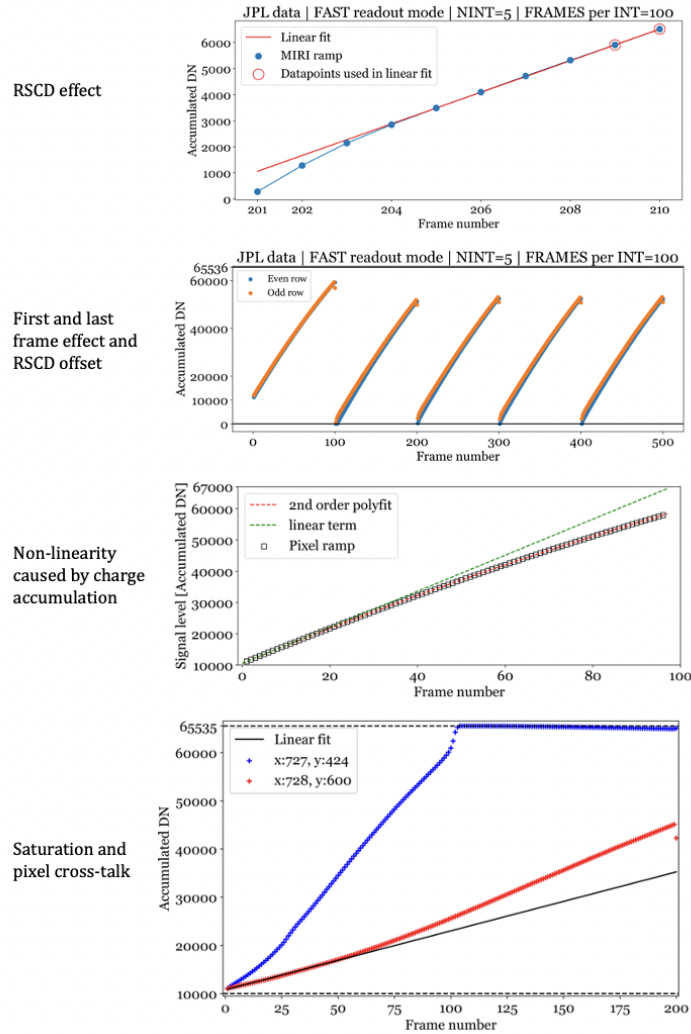 JPL data | FAST readout mode | NINT=5 | FRAMES per INT=100
RSCD effect
Accumulated DN
6000
5000
4000
3000
2000
1000
0
Linear fit
MIRI ramp
Datapoints used in linear fit
201 202 204 206 208 210
Frame number
JPL data | FAST readout mode | NINT=5 | FRAMES per INT=100
First and last
frame effect and
RSCD offset
Accumulated DN
65536
60000
40000
20000
10000
0
Even row
Odd row
0 100 200 300 400 500
Frame number
Non-linearity
caused by charge
accumulation
Signal level [Accumulated DN]
67000
60000
50000
40000
30000
20000
10000
2nd order polyfit
linear term
Pixel ramp
0 20 40 60 80 100
Frame number
Saturation and
pixel cross-talk
Accumulated DN
65535
60000
50000
40000
30000
20000
10000
Linear fit
x:727, y:424
x:728, y:600
0 25 50 75 100 125 150 175 200
Frame number